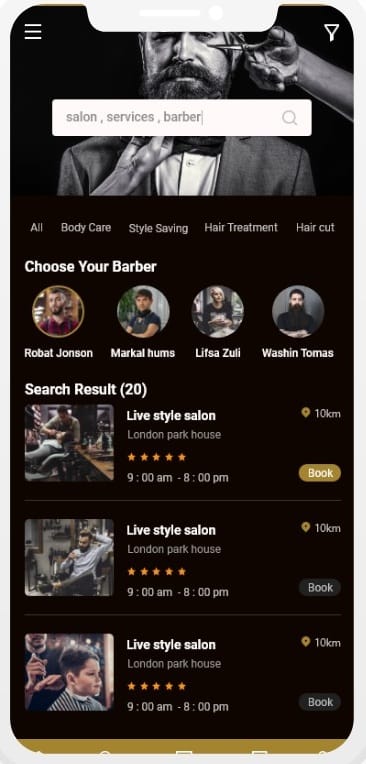 salon , services , barber
All Body Care Style Saving Hair Treatment Hair cut
Choose Your Barber
Robat Jonson Markal hums Lifsa Zuli Washin Tomas
Search Result (20)
Live style salon 10km
London park house
9 : 00 am - 8 : 00 pm Book
Live style salon 10km
London park house
9 : 00 am - 8 : 00 pm Book
Live style salon 10km
London park house
9 : 00 am - 8 : 00 pm Book